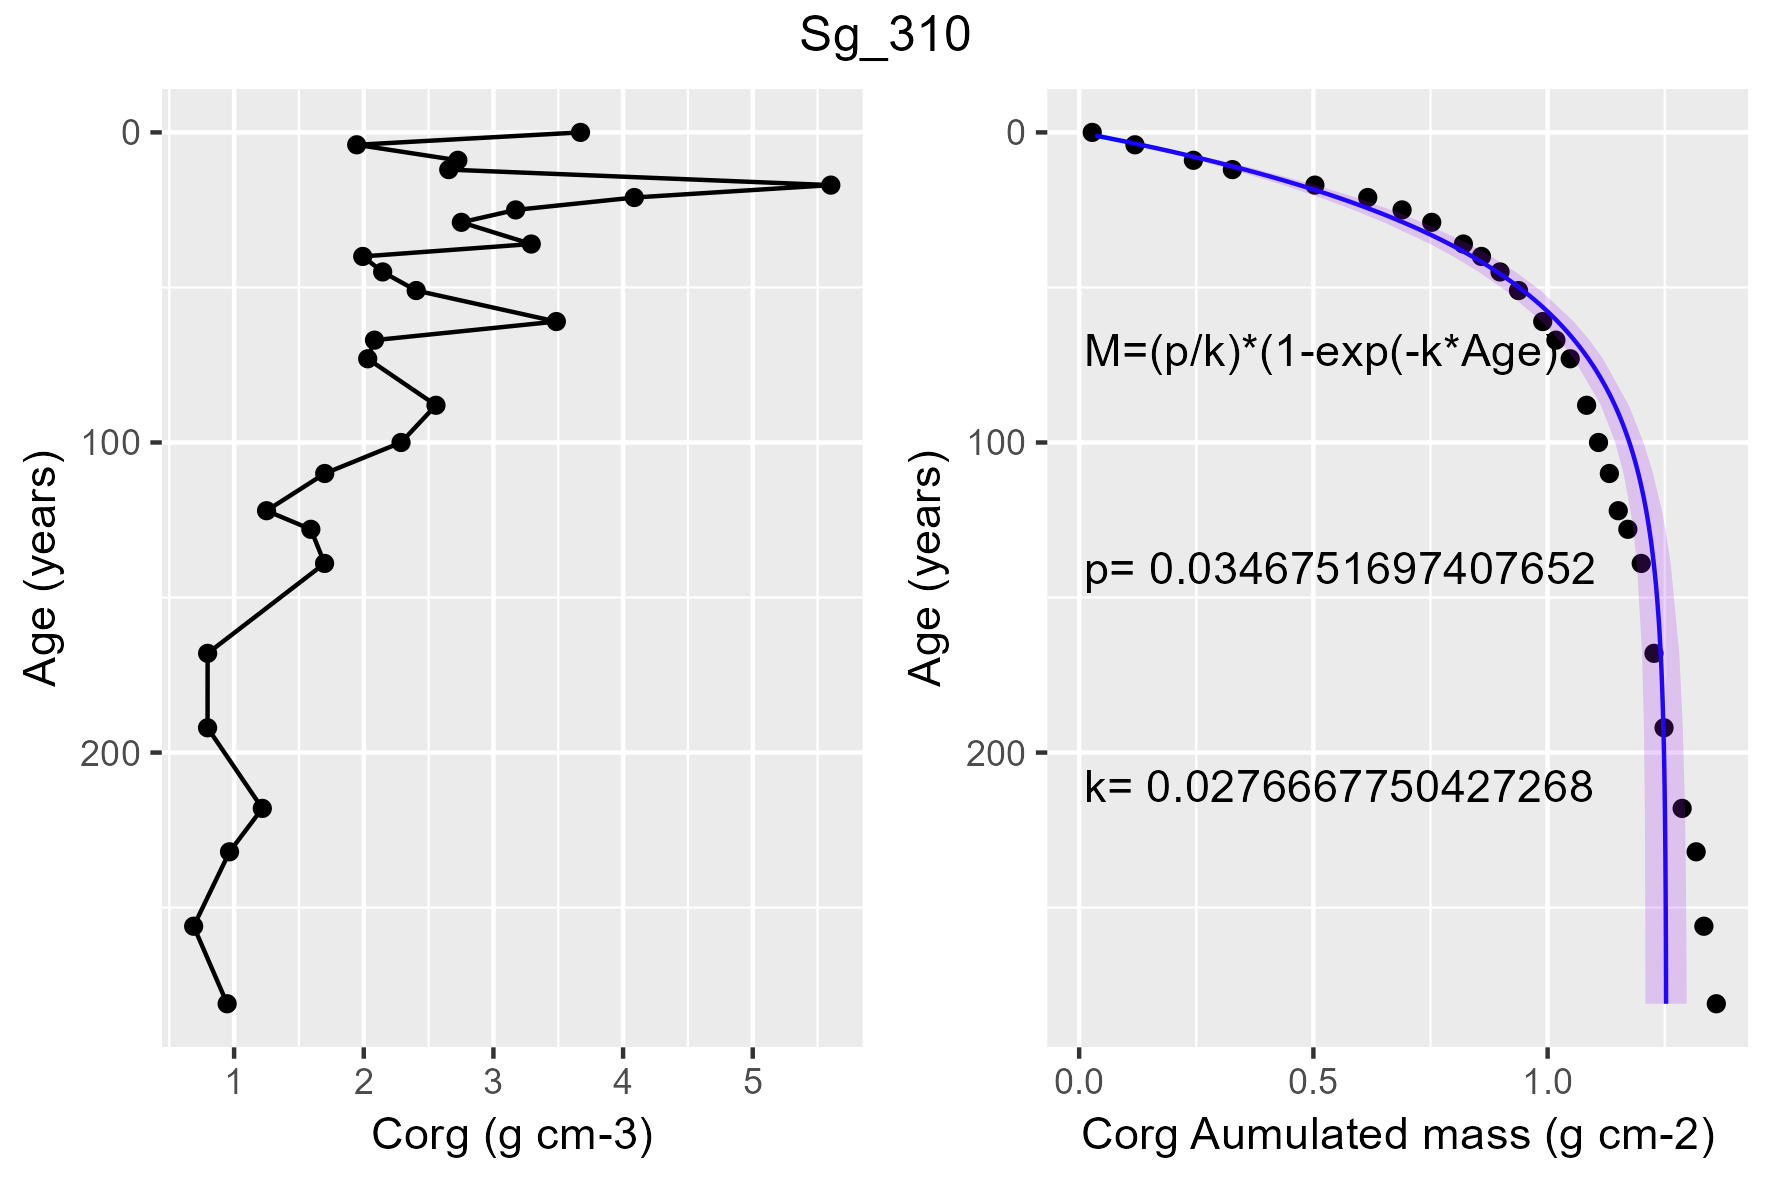 Sg_310
0
100
200
Age (years)
1 2 3 4 5
Corg (g cm-3)
0
100
200
Age (years)
M=(p/k)*(1-exp(-k*Age)
p= 0.0346751697407652
k= 0.0276667750427268
0.0 0.5 1.0
Corg Aumulated mass (g cm-2)